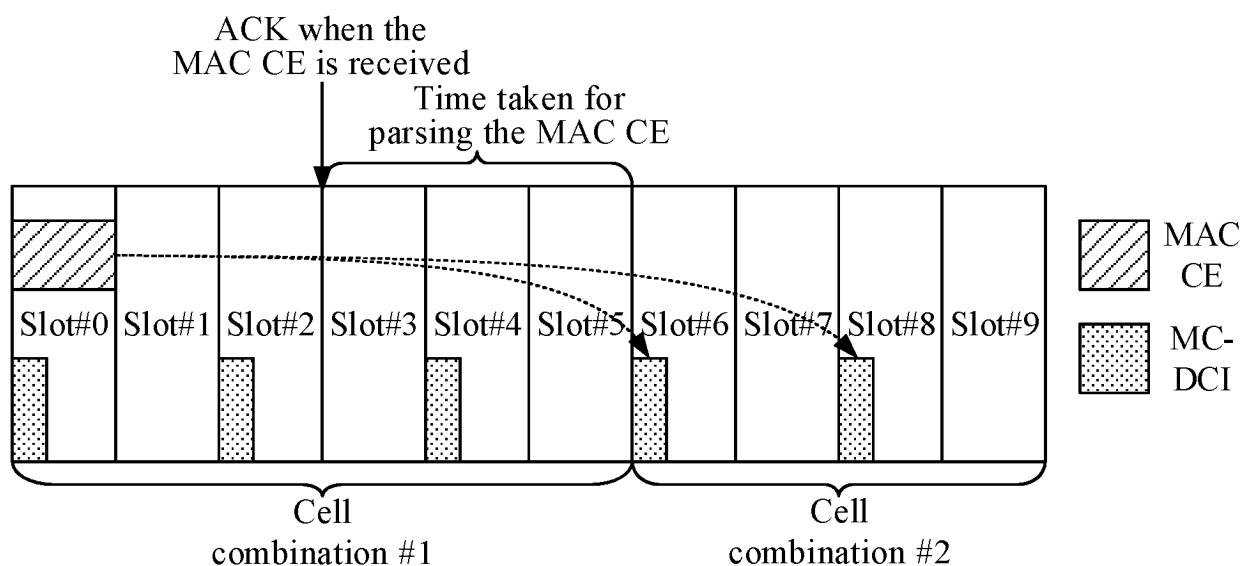 ACK when the
MAC CE is received
Time taken for
parsing the MAC CE
Slot#0 Slot#1 Slot#2 Slot#3 Slot#4 Slot#5 Slot#6 Slot#7 Slot#8 Slot#9
MAC
CE
MC-
DCI
Cell
combination #1
Cell
combination #2